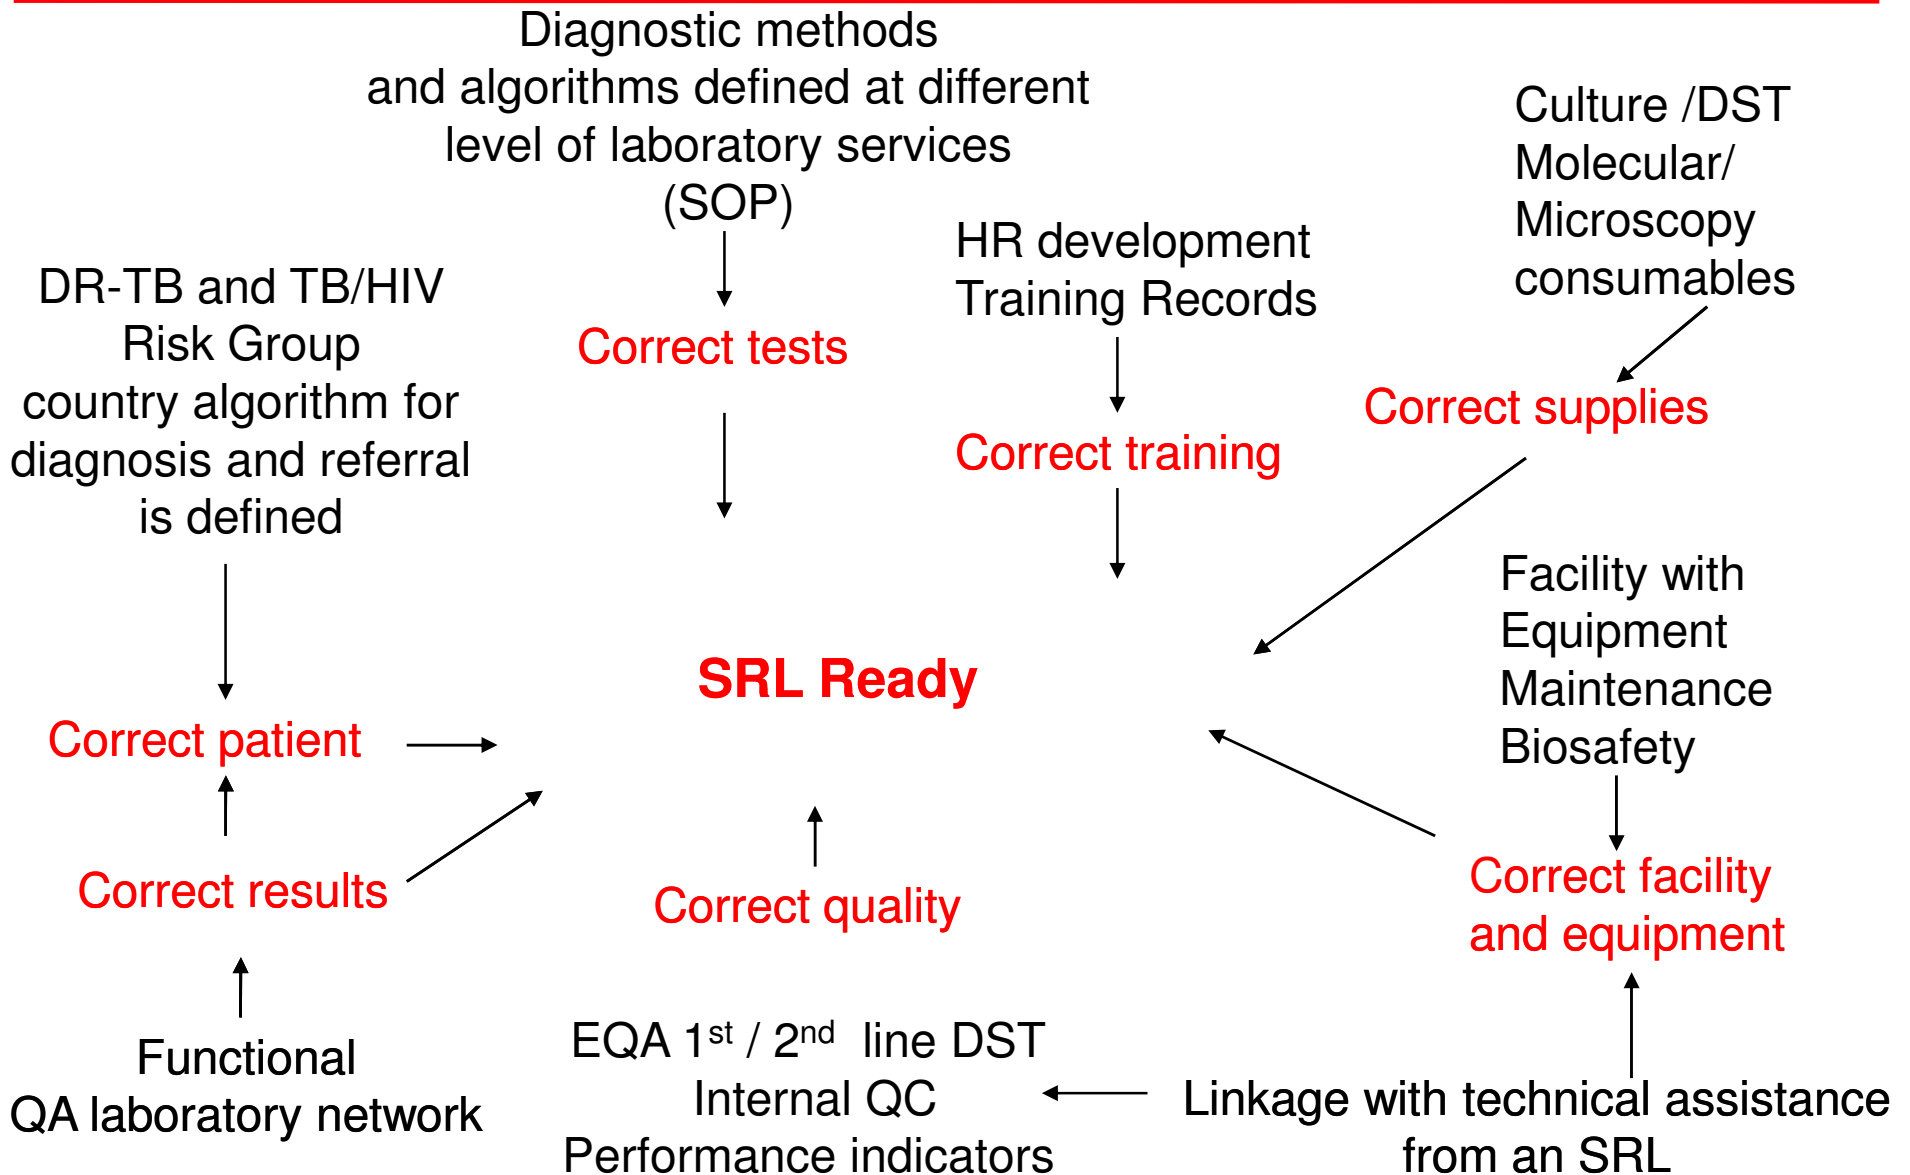 Diagnostic methods
and algorithms defined at different
level of laboratory services
(SOP)
Culture /DST
Molecular/
Microscopy
consumables
HR development
Training Records
DR-TB and TB/HIV
Risk Group
country algorithm for
diagnosis and referral
is defined
Correct tests
Correct supplies
Correct training
Facility with
Equipment
Maintenance
Biosafety
SRL Ready
Correct patient
Correct results
Correct quality
Correct facility
and equipment
Functional
QA laboratory network
EQA 1st / 2nd line DST
Internal QC
Performance indicators
Linkage with technical assistance
from an SRL